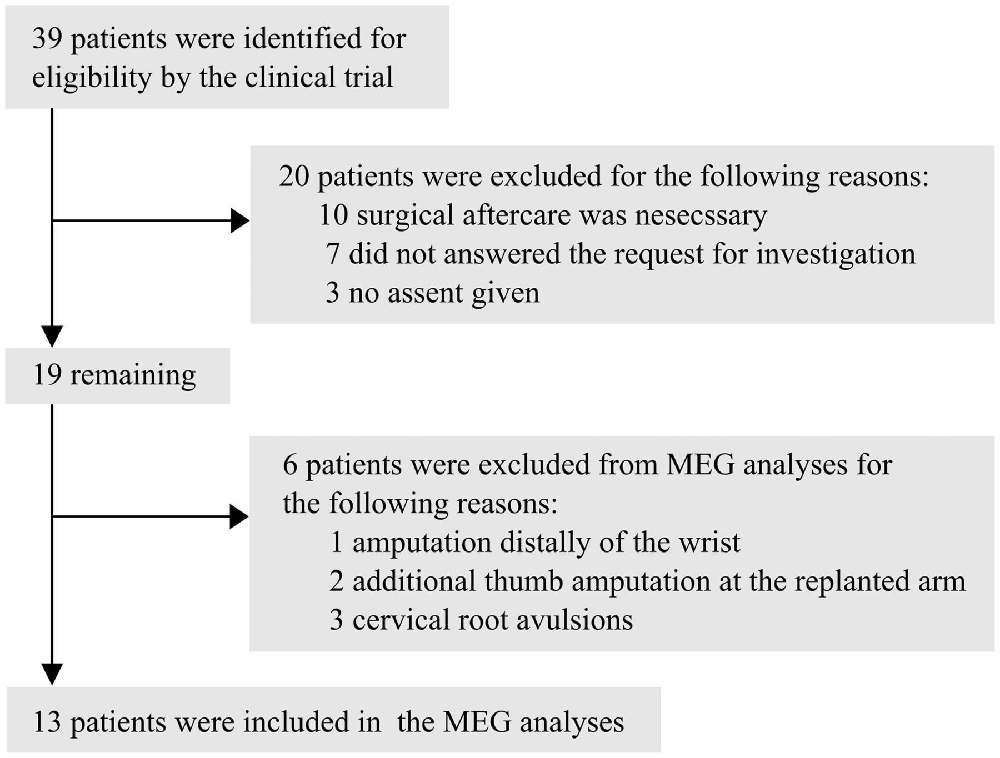 39 patients were identified for
eligibility by the clinical trial
20 patients were excluded for the following reasons:
10 surgical aftercare was nesecssary
7 did not answered the request for investigation
3 no assent given
19 remaining
6 patients were excluded from MEG analyses for
the following reasons:
1 amputation distally of the wrist
2 additional thumb amputation at the replanted arm
3 cervical root avulsions
13 patients were included in  the MEG analyses